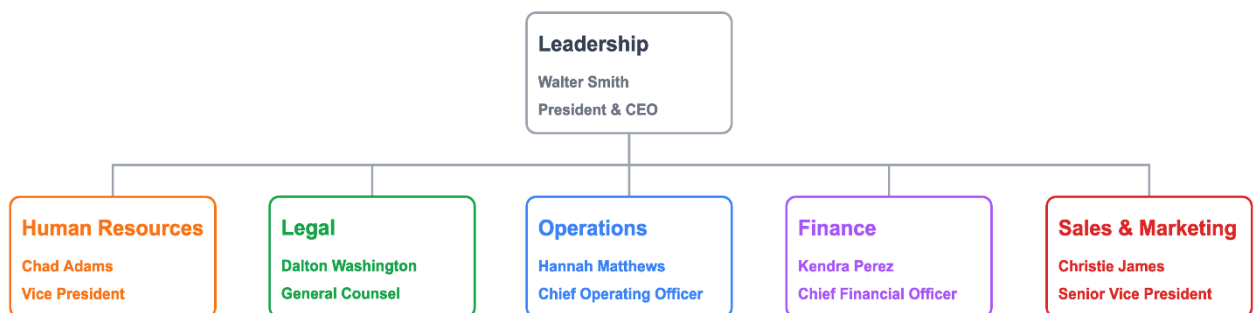 Leadership
Walter Smith
President & CEO
Human Resources
Chad Adams
Vice President
Legal
Dalton Washington
General Counsel
Operations
Hannah Matthews
Chief Operating Officer
Finance
Kendra Perez
Chief Financial Officer
Sales & Marketing
Christie James
Senior Vice President